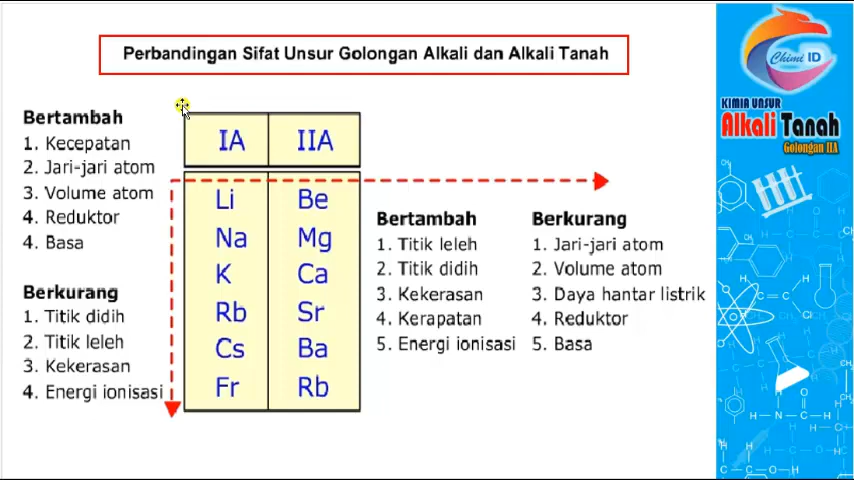 Perbandingan Sifat Unsur Golongan Alkali dan Alkali Tanah
Chimi ID
KIMIA UNSUR
Alkali Tanah
Golongan IIA
Bertambah
1. Kecepatan
2. Jari-jari atom
3. Volume atom
4. Reduktor
4. Basa
Berkurang
1. Titik didih
2. Titik leleh
3. Kekerasan
4. Energi ionisasi
IA IIA
Li Be
Na Mg
K Ca
Rb Sr
Cs Ba
Fr Rb
Bertambah
1. Titik leleh
2. Titik didih
3. Kekerasan
4. Kerapatan
5. Energi ionisasi
Berkurang
1. Jari-jari atom
2. Volume atom
3. Daya hantar listrik
4. Reduktor
5. Basa